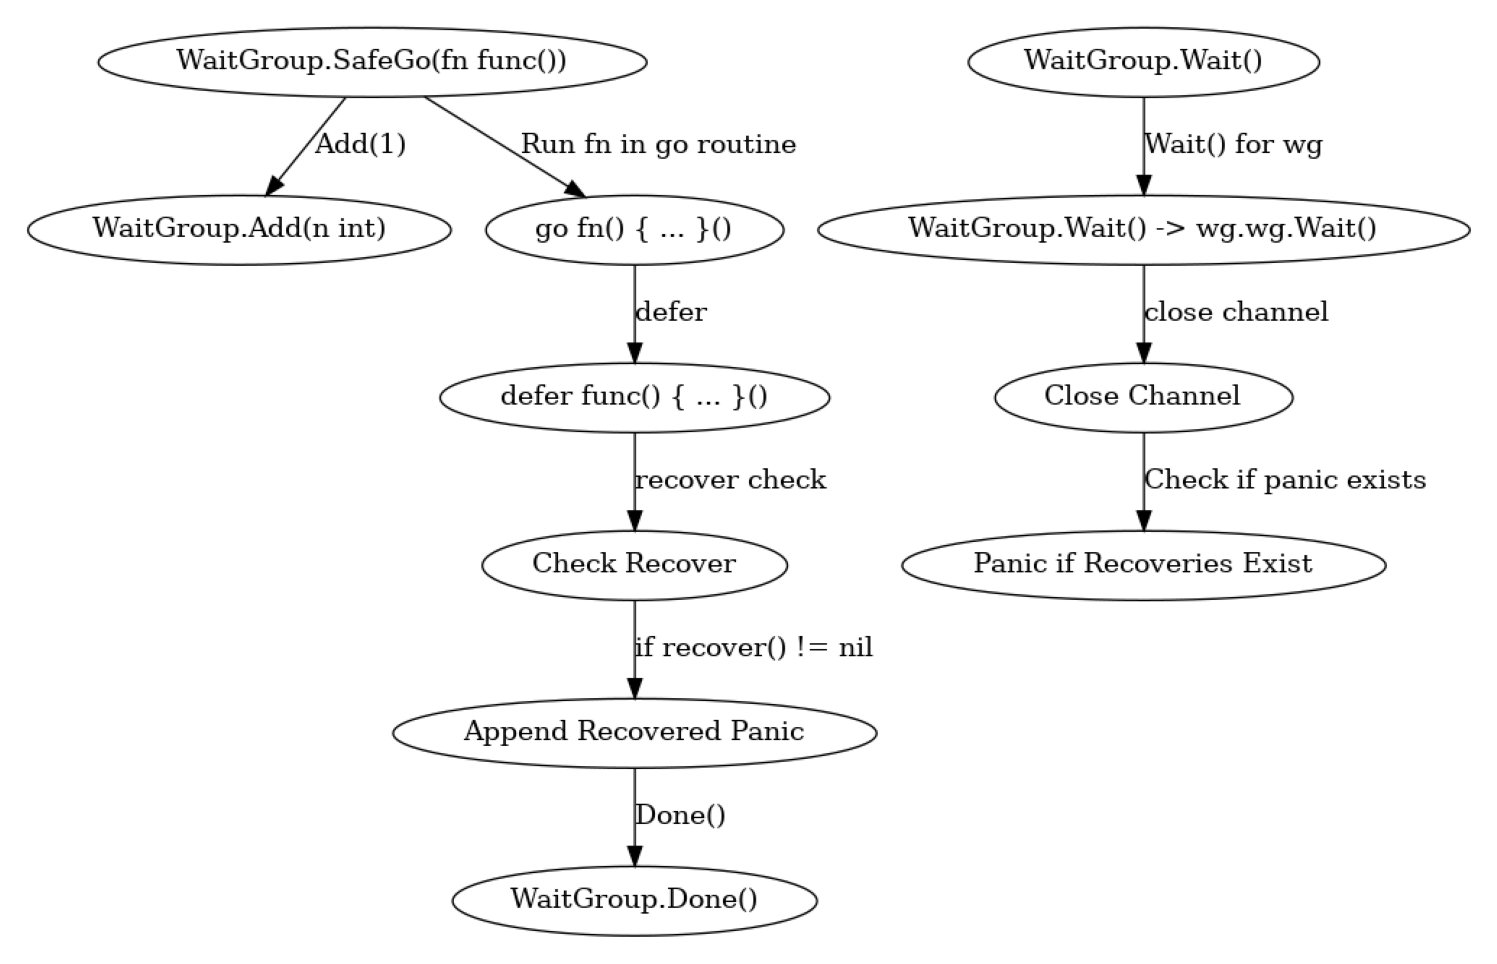 WaitGroup.SafeGo(fn func())
WaitGroup.Wait()
Add(1)
Run fn in go routine
Wait() for wg
WaitGroup.Add(n int)
go fn() { ... }()
WaitGroup.Wait() -> wg.wg.Wait()
defer
close channel
defer func() { ... }()
Close Channel
recover check
Check if panic exists
Check Recover
Panic if Recoveries Exist
if recover() != nil
Append Recovered Panic
Done()
WaitGroup.Done()